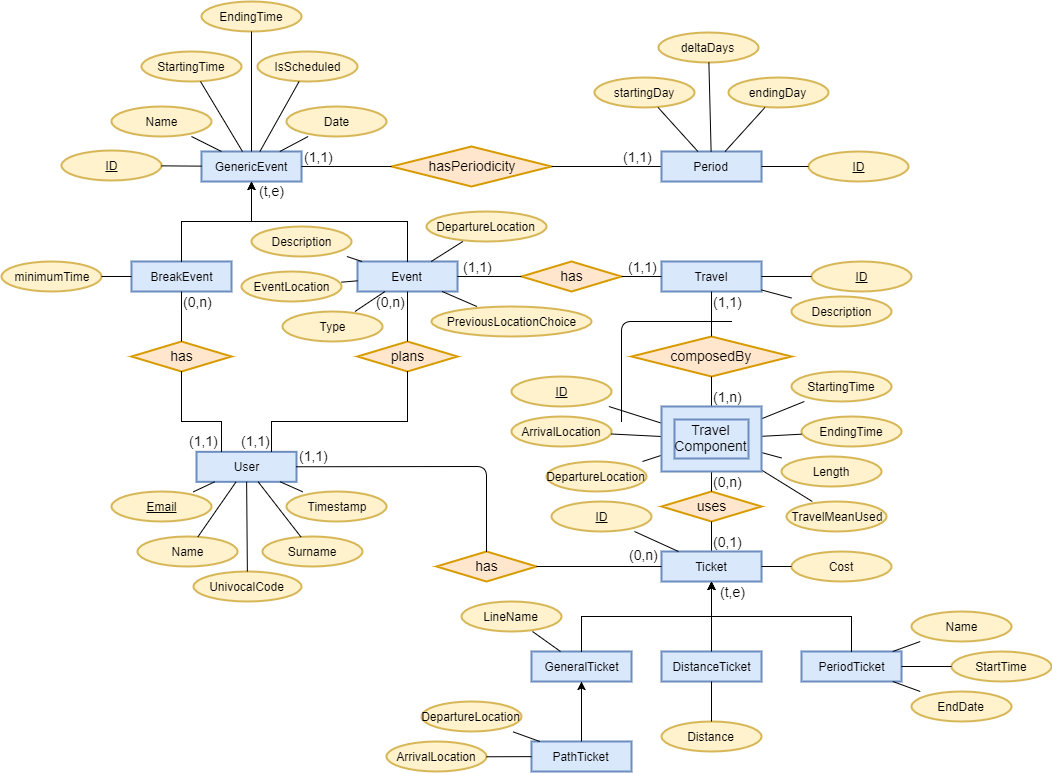 EndingTime
StartingTime
IsScheduled
Name
Date
ID
GenericEvent
(1,1)
hasPeriodicity
(1,1)
Period
deltaDays
startingDay
endingDay
ID
(t,e)
minimumTime
BreakEvent
(0,n)
Description
DepartureLocation
EventLocation
Event
(1,1)
has
(1,1)
Travel
ID
Description
(0,n)
Type
PreviousLocationChoice
(1,1)
has
plans
composedBy
(1,n)
ID
ArrivalLocation
DepartureLocation
Travel
Component
StartingTime
EndingTime
Length
TravelMeanUsed
(1,1)
(1,1)
(1,1)
User
Email
Timestamp
Name
Surname
UnivocalCode
(0,n)
uses
(0,1)
ID
has
(0,n)
Ticket
Cost
(t,e)
LineName
GeneralTicket
DistanceTicket
PeriodTicket
Name
StartTime
EndDate
DepartureLocation
ArrivalLocation
PathTicket
Distance